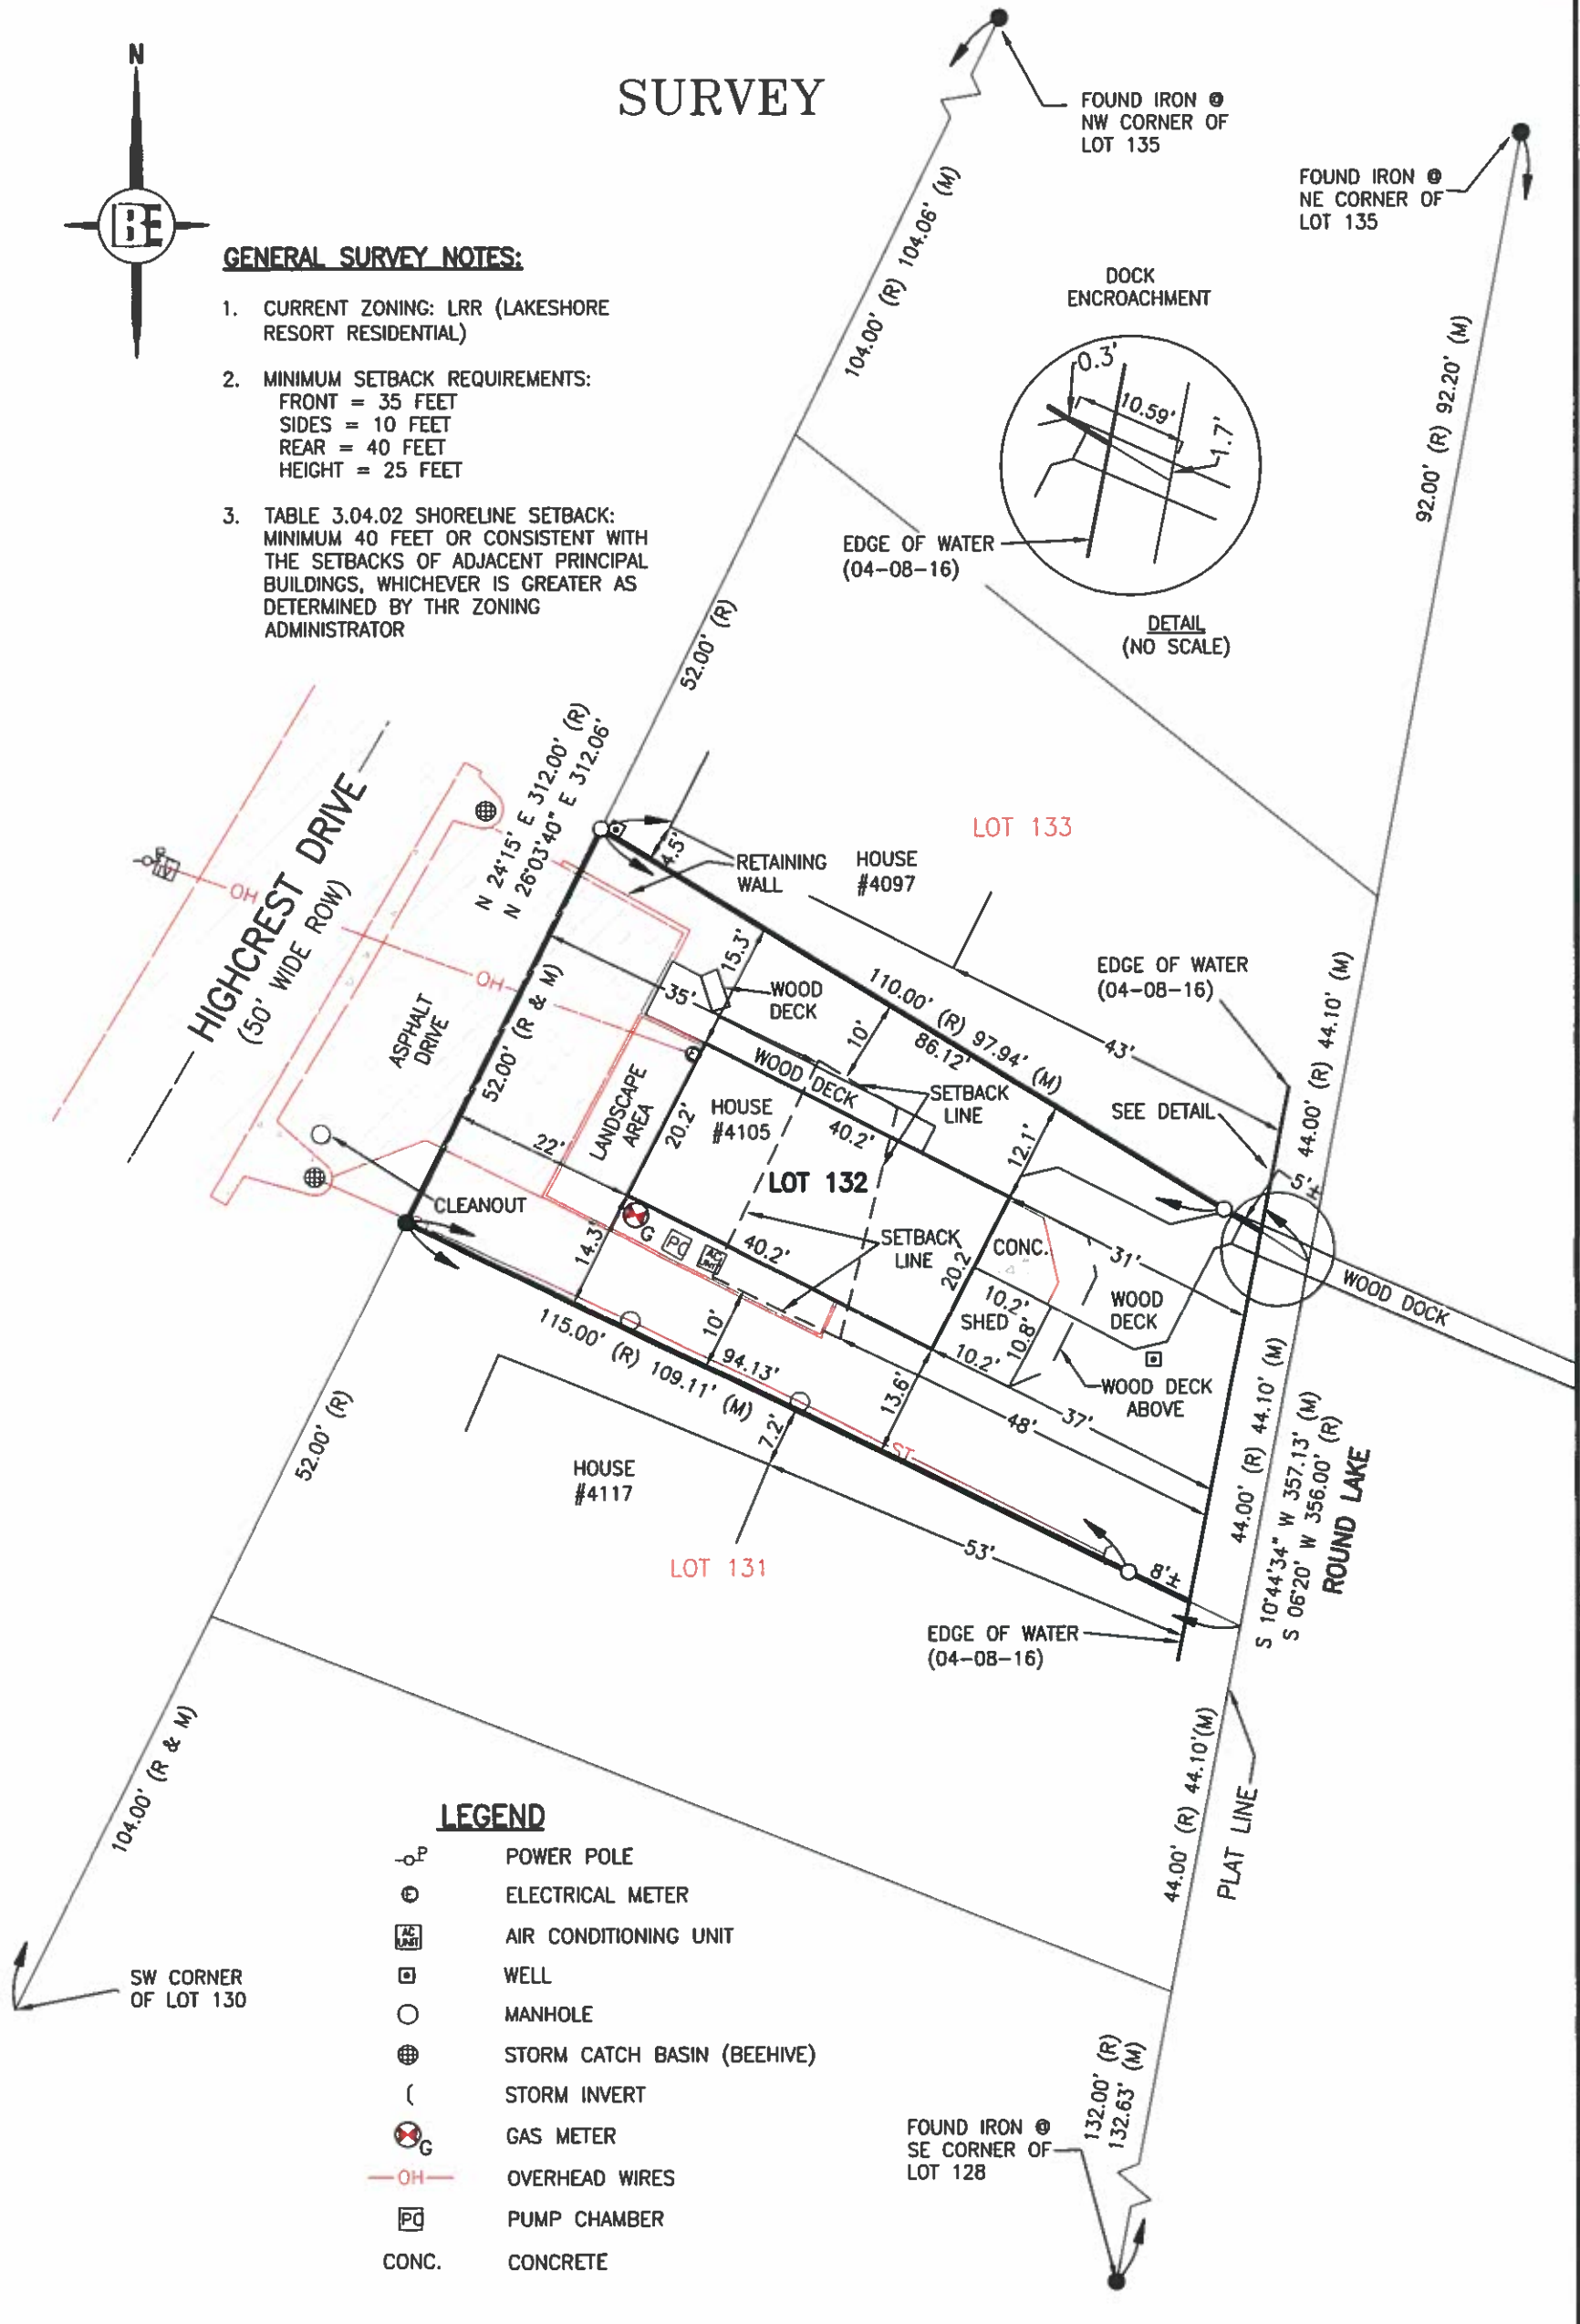 N
BE
SURVEY
FOUND IRON @
NW CORNER OF
LOT 135
FOUND IRON @
NE CORNER OF
LOT 135
GENERAL SURVEY NOTES:
1. CURRENT ZONING: LRR (LAKESHORE
RESORT RESIDENTIAL)
2. MINIMUM SETBACK REQUIREMENTS:
FRONT = 35 FEET
SIDES = 10 FEET
REAR = 40 FEET
HEIGHT = 25 FEET
3. TABLE 3.04.02 SHORELINE SETBACK:
MINIMUM 40 FEET OR CONSISTENT WITH
THE SETBACKS OF ADJACENT PRINCIPAL
BUILDINGS, WHICHEVER IS GREATER AS
DETERMINED BY THR ZONING
ADMINISTRATOR
104.00' (R) 104.06' (M)
92.00' (R) 92.20' (M)
DOCK
ENCROACHMENT
0.3'
10.59'
1.7'
EDGE OF WATER
(04-08-16)
DETAIL
(NO SCALE)
52.00' (R)
N 24°15' E 312.00' (R)
N 26°03'40" E 312.06'
HIGHCREST DRIVE
(50' WIDE ROW)
P
OH
OH
ASPHALT
DRIVE
52.00' (R & M)
4.5'
RETAINING
WALL
HOUSE
#4097
LOT 133
15.3'
35'
WOOD
DECK
110.00' (R) 97.94' (M)
86.12'
10'
43'
EDGE OF WATER
(04-08-16)
44.00' (R) 44.10' (M)
WOOD DECK
SETBACK
LINE
SEE DETAIL
LANDSCAPE
AREA
20.2'
HOUSE
#4105
40.2'
12.1'
LOT 132
22'
5'±
CLEANOUT
G
PC
AC
UNIT
40.2'
14.3'
SETBACK
LINE
20.2'
CONC.
31'
WOOD DOCK
10.2'
SHED
10.8'
WOOD
DECK
10'
115.00' (R) 109.11' (M)
94.13'
10.2'
WOOD DECK
ABOVE
13.6'
37'
48'
44.00' (R) 44.10' (M)
7.2'
ST
52.00' (R)
HOUSE
#4117
S 10°44'34" W 357.13' (M)
S 06°20' W 356.00' (R)
ROUND LAKE
LOT 131
53'
8'±
EDGE OF WATER
(04-08-16)
104.00' (R & M)
44.00' (R) 44.10'(M)
PLAT LINE
SW CORNER
OF LOT 130
LEGEND
P POWER POLE
E ELECTRICAL METER
AC
UNIT AIR CONDITIONING UNIT
WELL
MANHOLE
STORM CATCH BASIN (BEEHIVE)
STORM INVERT
G GAS METER
OH OVERHEAD WIRES
PC PUMP CHAMBER
CONC. CONCRETE
132.00' (R)
132.63' (M)
FOUND IRON @
SE CORNER OF
LOT 128